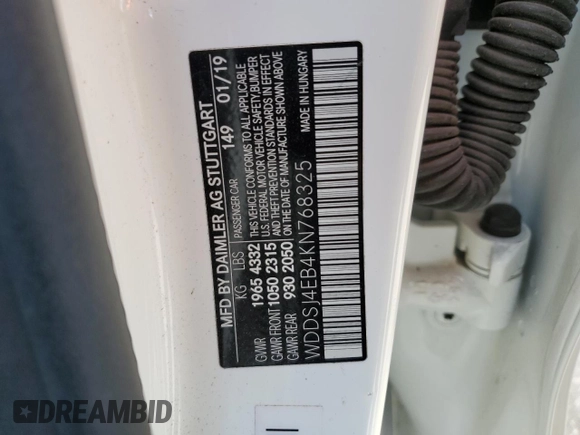 MFD BY DAIMLER AG STUTTGART
149 01/19
KG LBS PASSENGER CAR
GVWR 1965 4332
GAWR FRONT 1050 2315
GAWR REAR 930 2050
THIS VEHICLE CONFORMS TO ALL APPLICABLE
U.S. FEDERAL MOTOR VEHICLE SAFETY, BUMPER
AND THEFT PREVENTION STANDARDS IN EFFECT
ON THE DATE OF MANUFACTURE SHOWN ABOVE
MADE IN HUNGARY
WDDSJ4EB4KN768325
DREAMBID